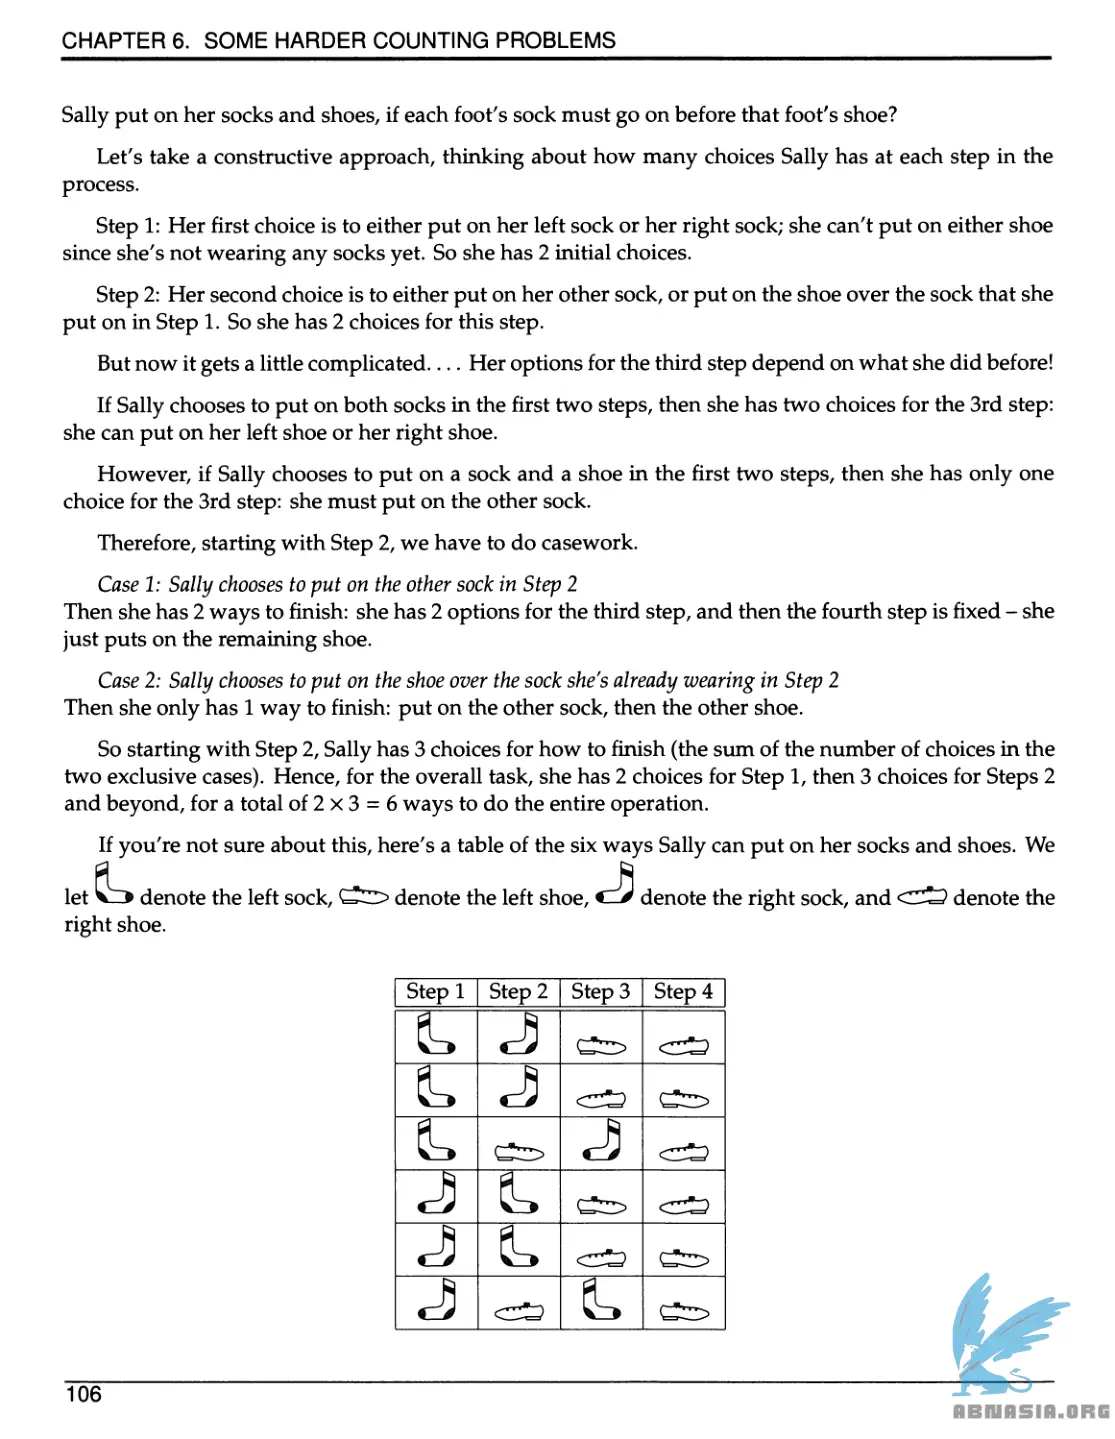 CHAPTER 6. SOME HARDER COUNTING PROBLEMS
Sally put on her socks and shoes, if each foot's sock must go on before that foot's shoe?
Let's take a constructive approach, thinking about how many choices Sally has at each step in the
process.
Step 1: Her first choice is to either put on her left sock or her right sock; she can't put on either shoe
since she's not wearing any socks yet. So she has 2 initial choices.
Step 2: Her second choice is to either put on her other sock, or put on the shoe over the sock that she
put on in Step 1. So she has 2 choices for this step.
But now it gets a little complicated. . . . Her options for the third step depend on what she did before!
If Sally chooses to put on both socks in the first two steps, then she has two choices for the 3rd step:
she can put on her left shoe or her right shoe.
However, if Sally chooses to put on a sock and a shoe in the first two steps, then she has only one
choice for the 3rd step: she must put on the other sock.
Therefore, starting with Step 2, we have to do casework.
Case 1: Sally chooses to put on the other sock in Step 2
Then she has 2 ways to finish: she has 2 options for the third step, and then the fourth step is fixed – she
just puts on the remaining shoe.
Case 2: Sally chooses to put on the shoe over the sock she's already wearing in Step 2
Then she only has 1 way to finish: put on the other sock, then the other shoe.
So starting with Step 2, Sally has 3 choices for how to finish (the sum of the number of choices in the
two exclusive cases). Hence, for the overall task, she has 2 choices for Step 1, then 3 choices for Steps 2
and beyond, for a total of 2 × 3 = 6 ways to do the entire operation.
If you're not sure about this, here's a table of the six ways Sally can put on her socks and shoes. We
let denote the left sock, denote the left shoe, denote the right sock, and denote the
right shoe.
Step 1 Step 2 Step 3 Step 4
106
ABNASIA.ORG